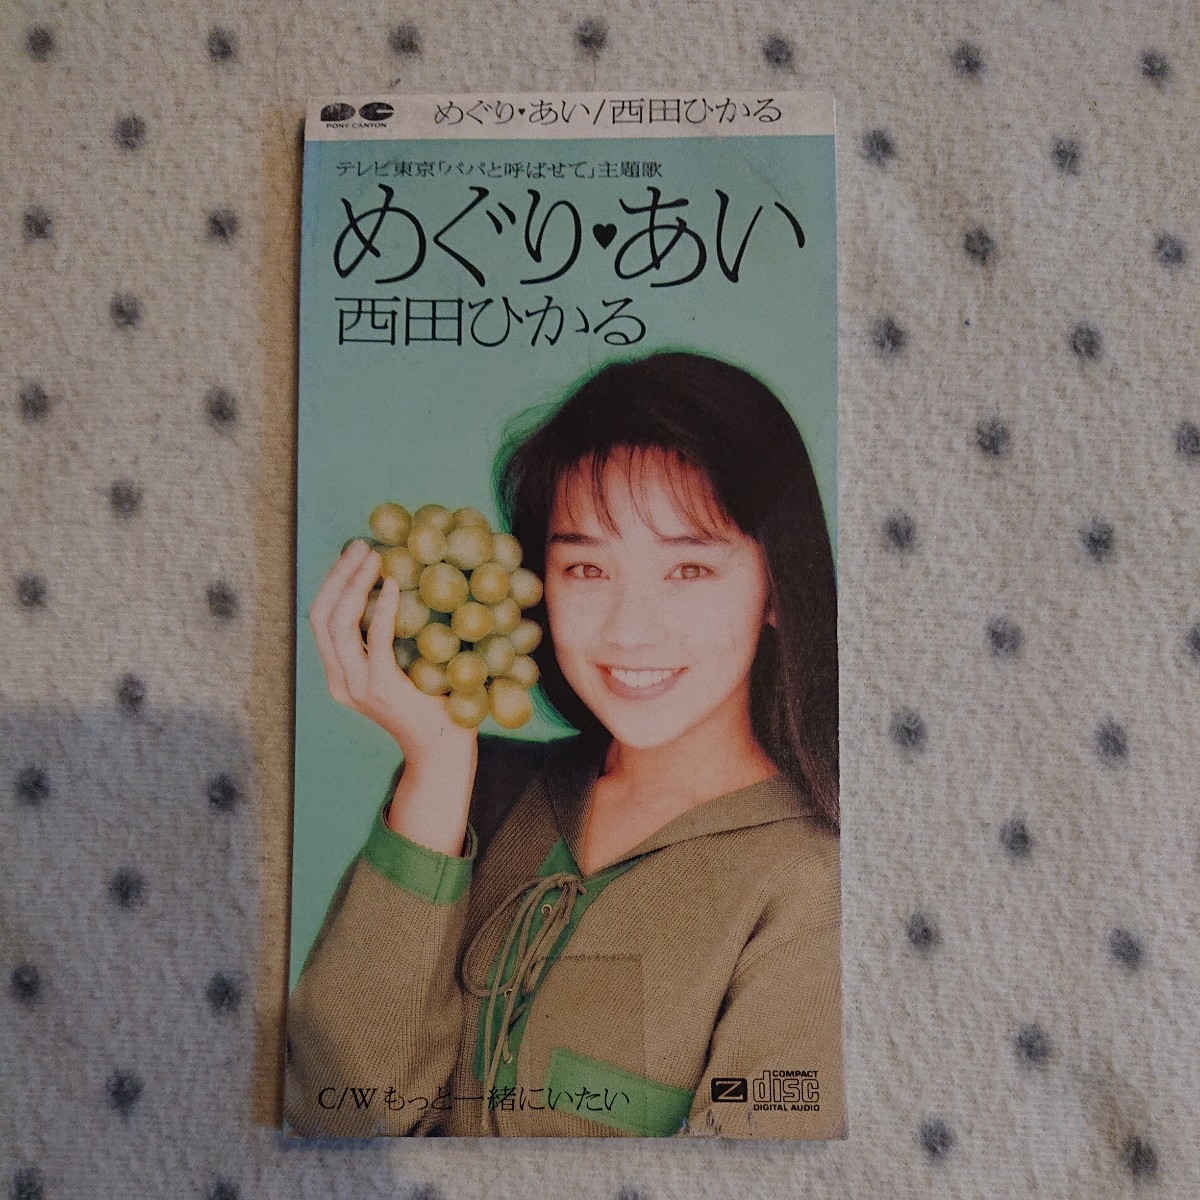 PONY CANYON
めぐり♥あい/西田ひかる
テレビ東京「パパと呼ばせて」主題歌
めぐり♥あい
西田ひかる
C/W もっと一緒にいたい
Z
COMPACT
disc
DIGITAL AUDIO